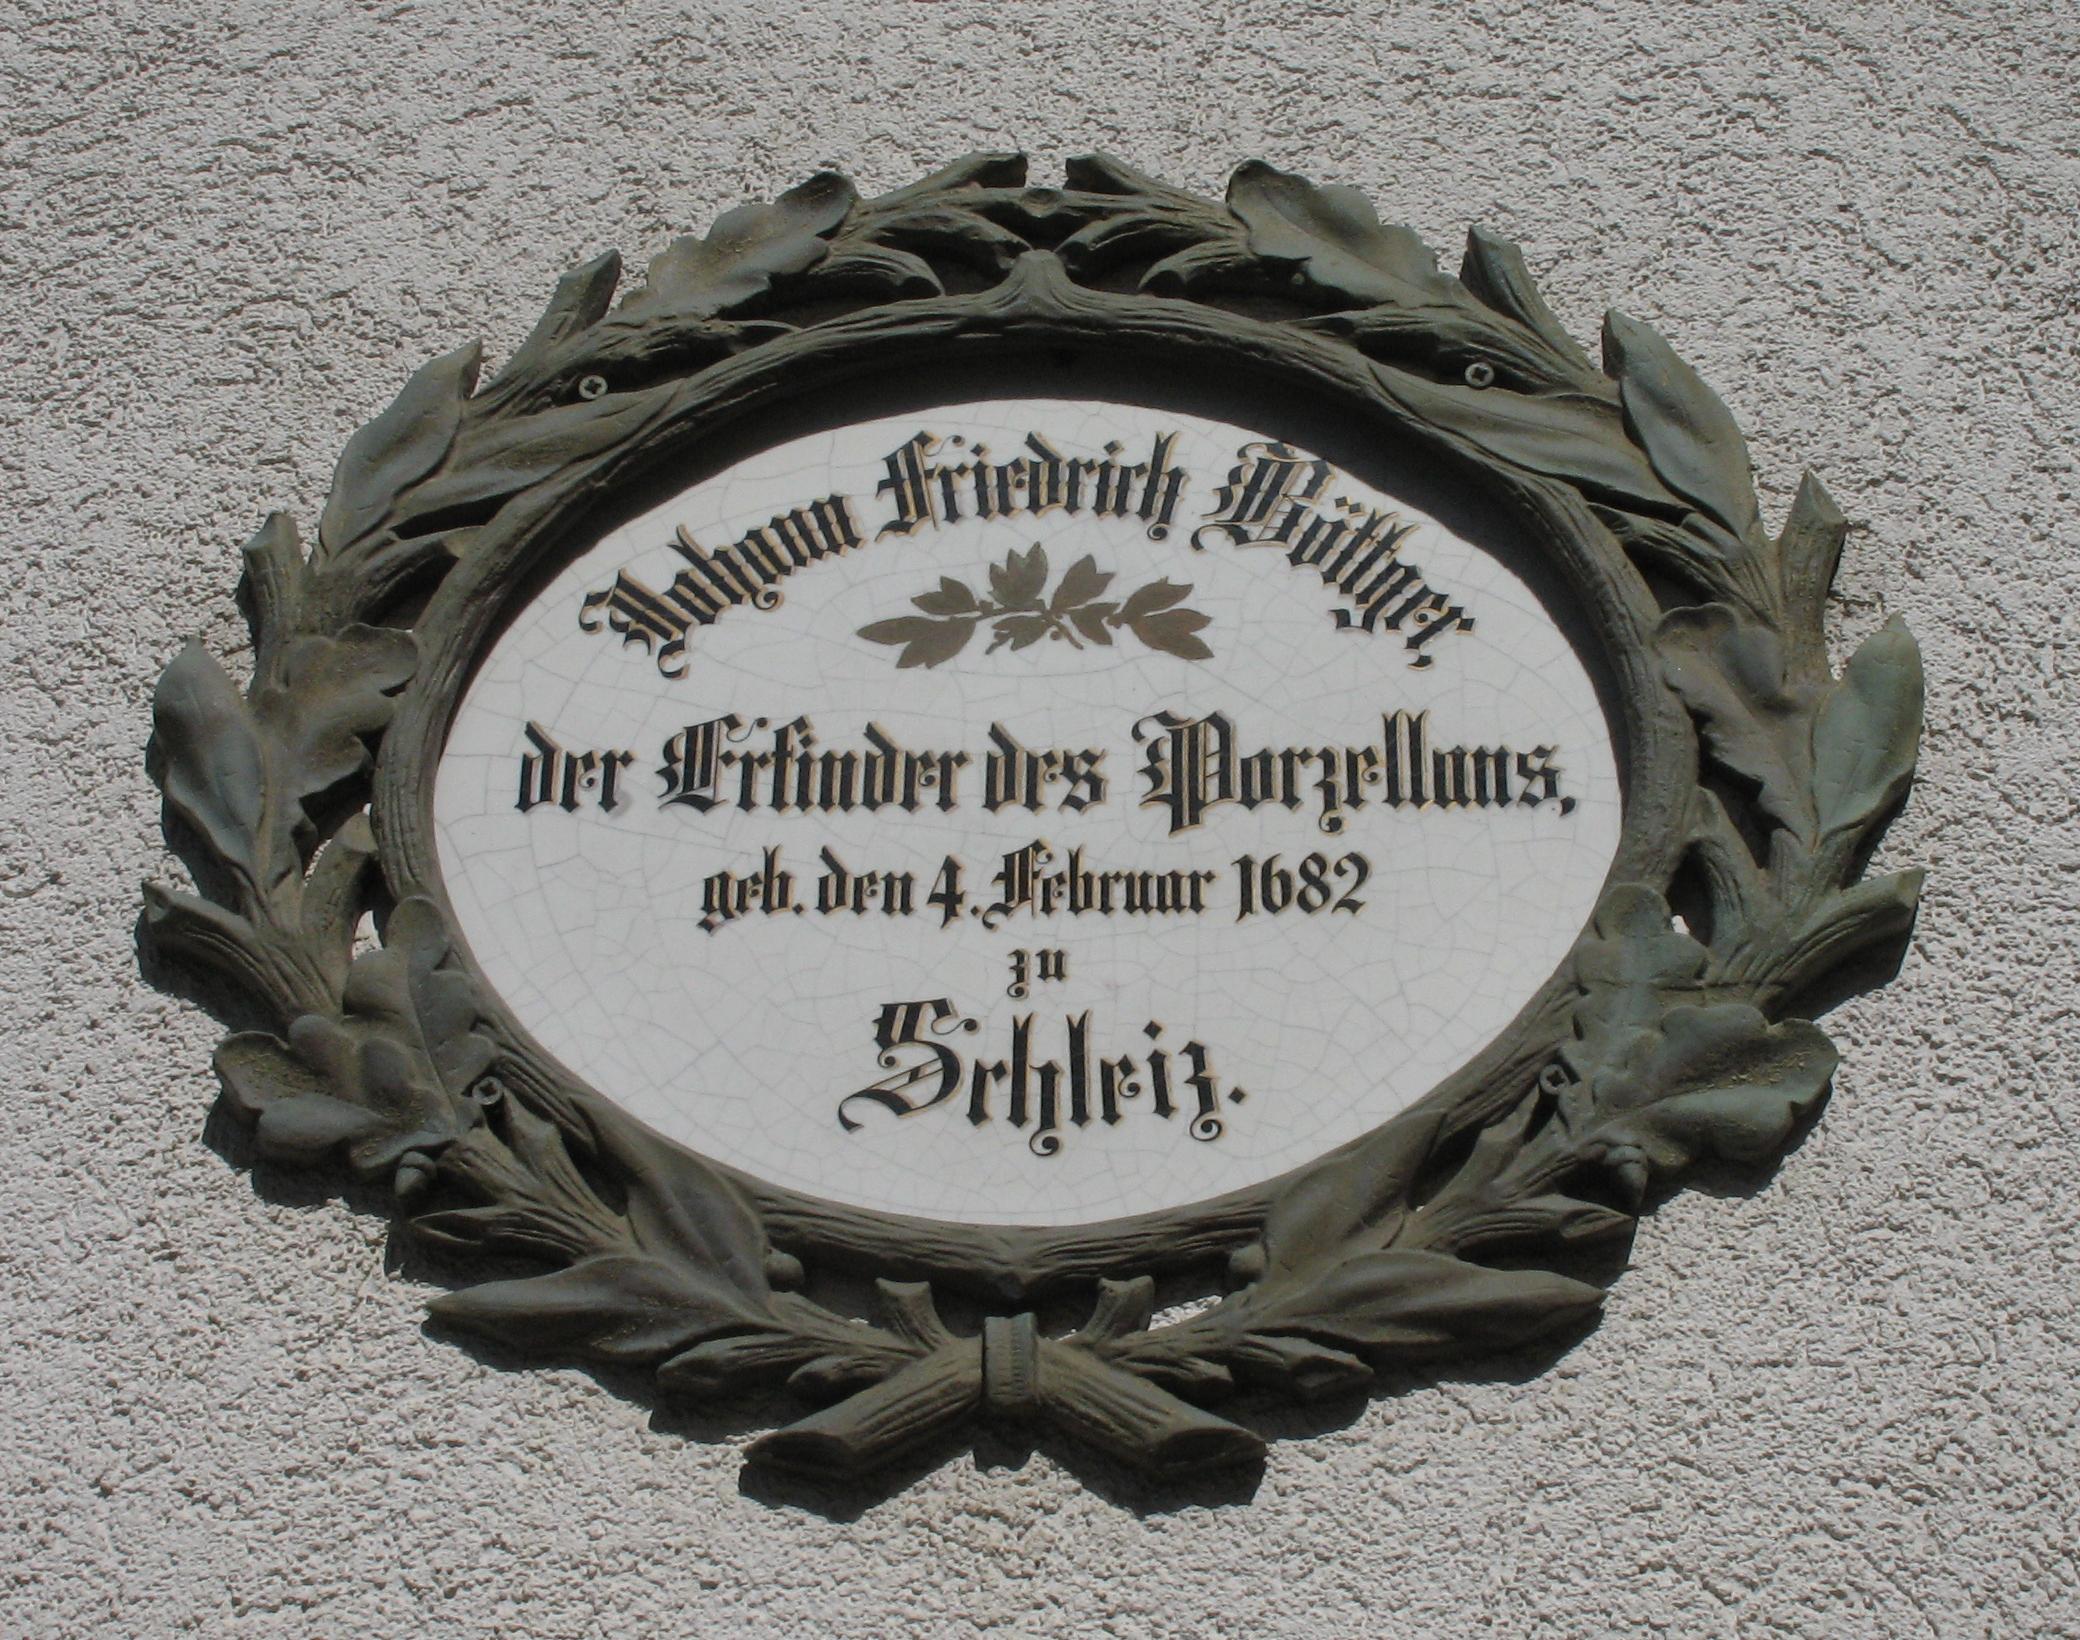 Johann Friedrich Böttger
der Erfinder des Porzellans,
geb. den 4. Februar 1682
zu
Schleiz.